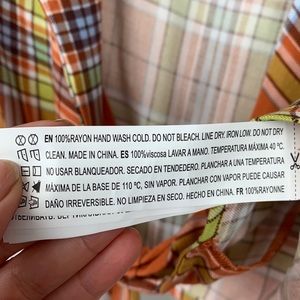 EN 100%RAYON HAND WASH COLD. DO NOT BLEACH. LINE DRY. IRON LOW. DO NOT DRY
CLEAN. MADE IN CHINA. ES 100%viscosa LAVAR A MANO. TEMPERATURA MÁXIMA 40 ºC.
NO USAR BLANQUEADOR. SECADO EN TENDEDERO. PLANCHAR A UNA TEMPERATURA
MÁXIMA DE LA BASE DE 110 ºC, SIN VAPOR. PLANCHAR CON VAPOR PUEDE CAUSAR
DAÑO IRREVERSIBLE. NO LIMPIEZA EN SECO. HECHO EN CHINA. FR 100%RAYONNE